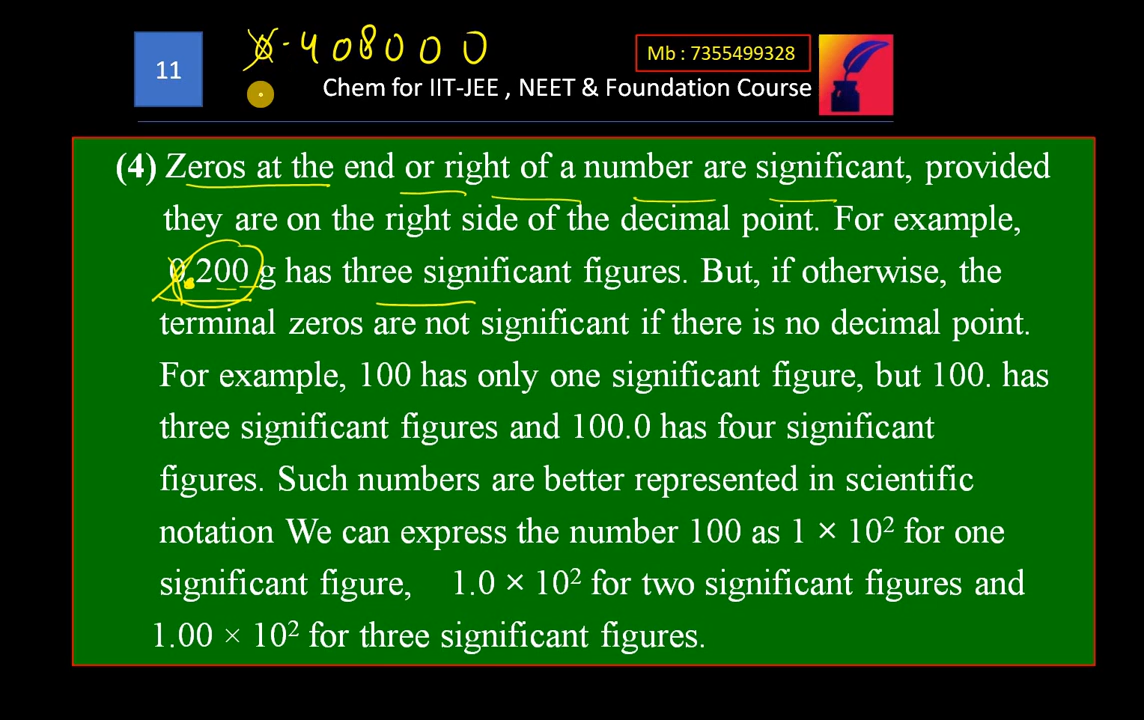 0.408000
11
Mb : 7355499328
Chem for IIT-JEE , NEET & Foundation Course
(4) Zeros at the end or right of a number are significant, provided
they are on the right side of the decimal point. For example,
0.200 g has three significant figures. But, if otherwise, the
terminal zeros are not significant if there is no decimal point.
For example, 100 has only one significant figure, but 100. has
three significant figures and 100.0 has four significant
figures. Such numbers are better represented in scientific
notation We can express the number 100 as 1 × 10² for one
significant figure, 1.0 × 10² for two significant figures and
1.00 × 10² for three significant figures.